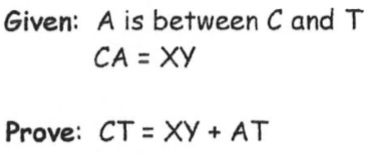 Given: A is between C and T
CA = XY
Prove: CT = XY + AT